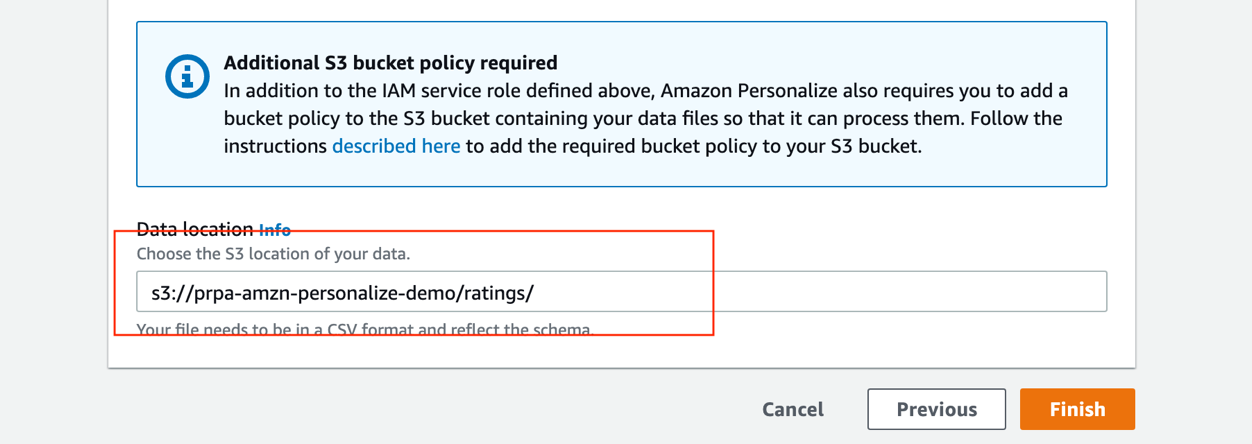 Additional S3 bucket policy required
In addition to the IAM service role defined above, Amazon Personalize also requires you to add a
bucket policy to the S3 bucket containing your data files so that it can process them. Follow the
instructions described here to add the required bucket policy to your S3 bucket.
Data location Info
Choose the S3 location of your data.
s3://prpa-amzn-personalize-demo/ratings/
Your file needs to be in a CSV format and reflect the schema.
Cancel Previous Finish